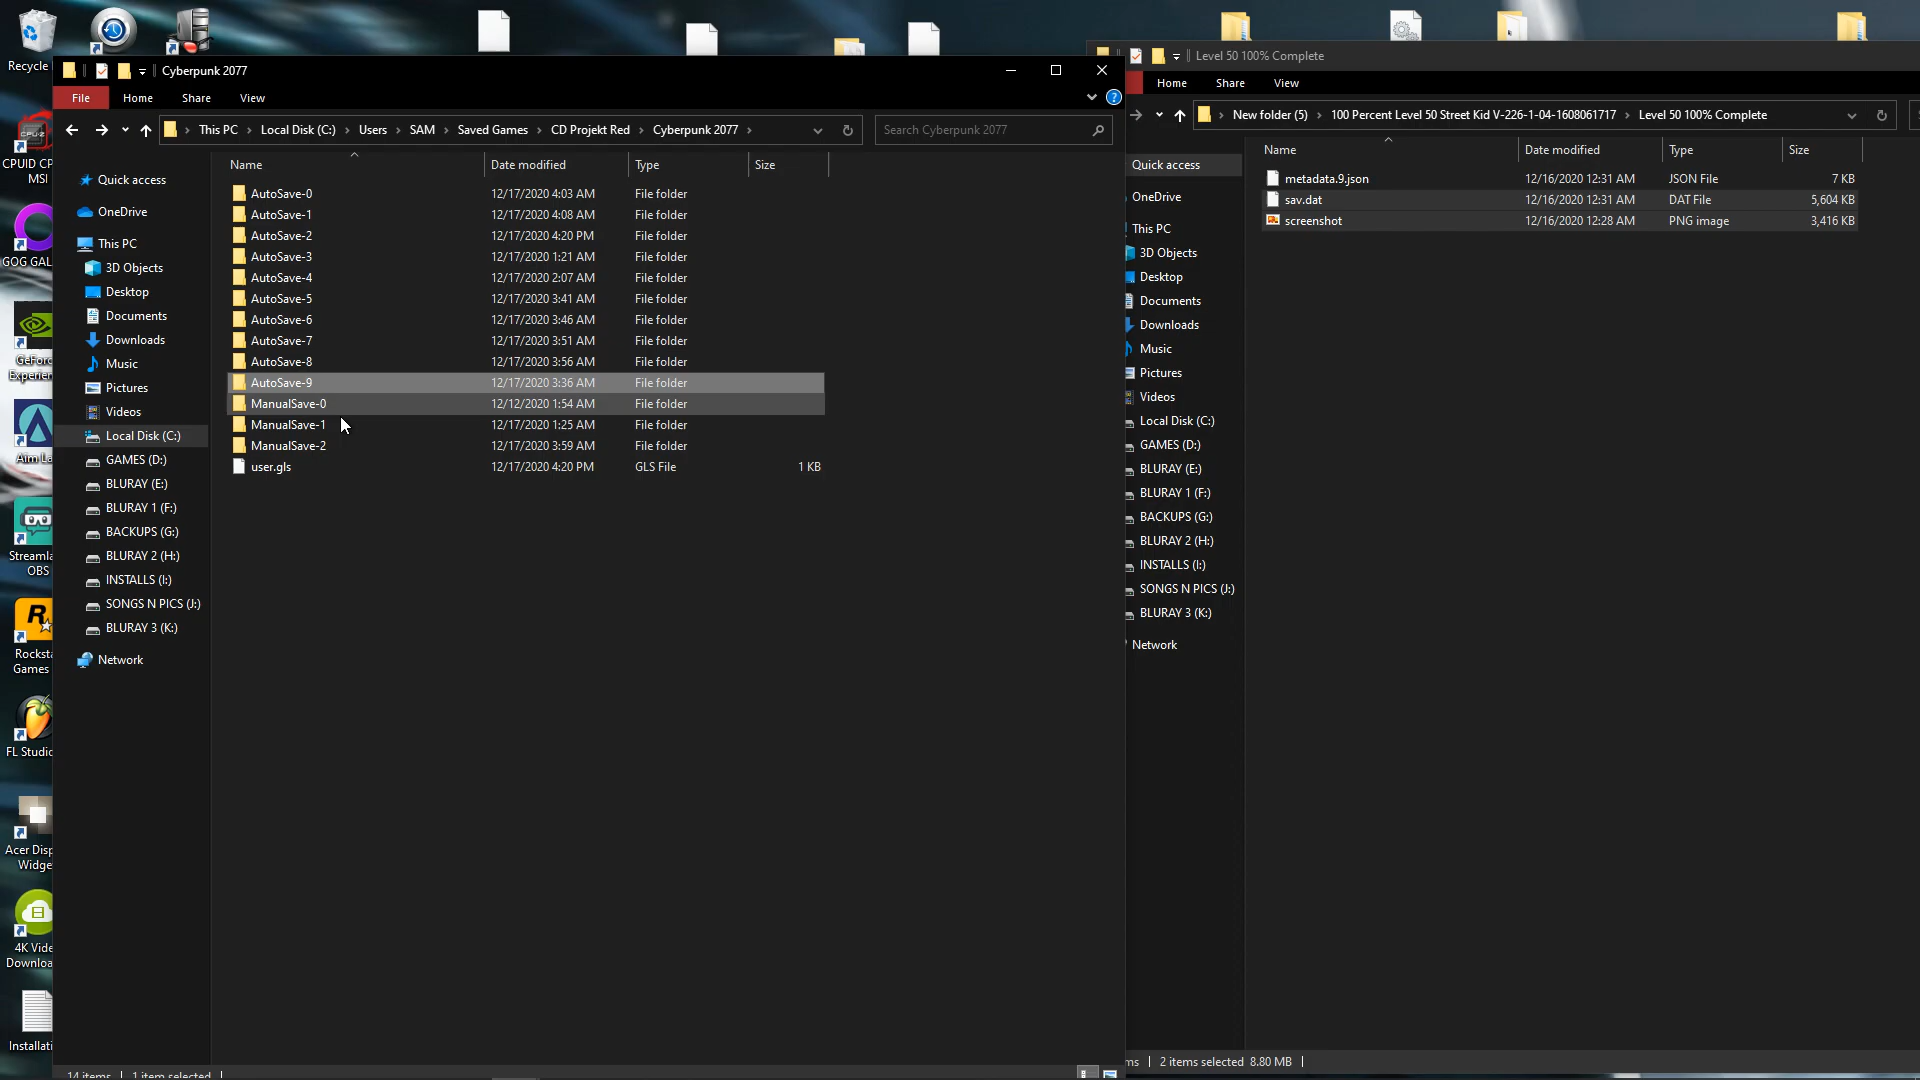 Recycle
Cyberpunk 2077
File Home Share View
This PC Local Disk (C:) Users SAM Saved Games CD Projekt Red Cyberpunk 2077
Search Cyberpunk 2077
Name Date modified Type Size
AutoSave-0 12/17/2020 4:03 AM File folder
AutoSave-1 12/17/2020 4:08 AM File folder
AutoSave-2 12/17/2020 4:20 PM File folder
AutoSave-3 12/17/2020 1:21 AM File folder
AutoSave-4 12/17/2020 2:07 AM File folder
AutoSave-5 12/17/2020 3:41 AM File folder
AutoSave-6 12/17/2020 3:46 AM File folder
AutoSave-7 12/17/2020 3:51 AM File folder
AutoSave-8 12/17/2020 3:56 AM File folder
AutoSave-9 12/17/2020 3:36 AM File folder
ManualSave-0 12/12/2020 1:54 AM File folder
ManualSave-1 12/17/2020 1:25 AM File folder
ManualSave-2 12/17/2020 3:59 AM File folder
user.gls 12/17/2020 4:20 PM GLS File 1 KB
Quick access
OneDrive
This PC
3D Objects
Desktop
Documents
Downloads
Music
Pictures
Videos
Local Disk (C:)
GAMES (D:)
BLURAY (E:)
BLURAY 1 (F:)
BACKUPS (G:)
BLURAY 2 (H:)
INSTALLS (I:)
SONGS N PICS (J:)
BLURAY 3 (K:)
Network
14 items 1 item selected
CPUID CP
MSI
GOG GAL
GeForc
Experien
Aim La
Streamla
OBS
Rocksta
Games
FL Studio
Acer Disp
Widge
4K Vide
Downloa
Installati
Level 50 100% Complete
Home Share View
New folder (5) 100 Percent Level 50 Street Kid V-226-1-04-1608061717 Level 50 100% Complete
Name Date modified Type Size
metadata.9.json 12/16/2020 12:31 AM JSON File 7 KB
sav.dat 12/16/2020 12:31 AM DAT File 5,604 KB
screenshot 12/16/2020 12:28 AM PNG image 3,416 KB
Quick access
OneDrive
This PC
3D Objects
Desktop
Documents
Downloads
Music
Pictures
Videos
Local Disk (C:)
GAMES (D:)
BLURAY (E:)
BLURAY 1 (F:)
BACKUPS (G:)
BLURAY 2 (H:)
INSTALLS (I:)
SONGS N PICS (J:)
BLURAY 3 (K:)
Network
ms 2 items selected 8.80 MB